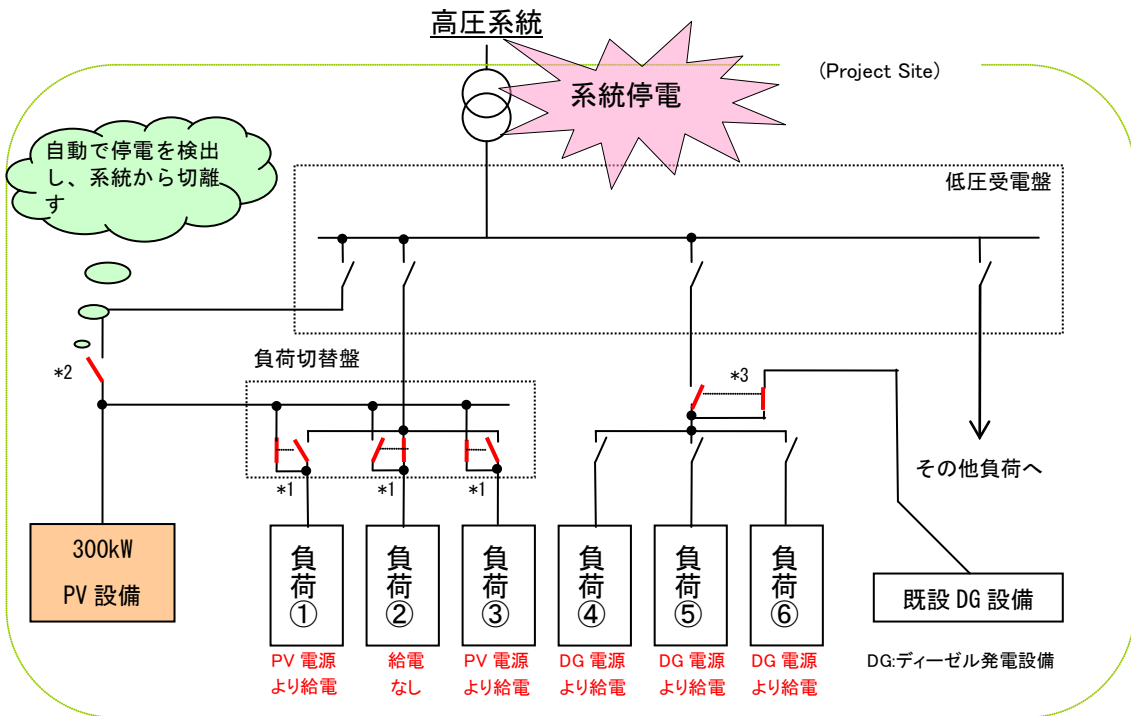 高圧系統
系統停電
(Project Site)
自動で停電を検出
し、系統から切離
す
低圧受電盤
負荷切替盤
*2
*3
*1
*1
*1
その他負荷へ
300kW
PV 設備
負荷①
負荷②
負荷③
負荷④
負荷⑤
負荷⑥
既設 DG 設備
PV 電源
より給電
給電
なし
PV 電源
より給電
DG 電源
より給電
DG 電源
より給電
DG 電源
より給電
DG:ディーゼル発電設備